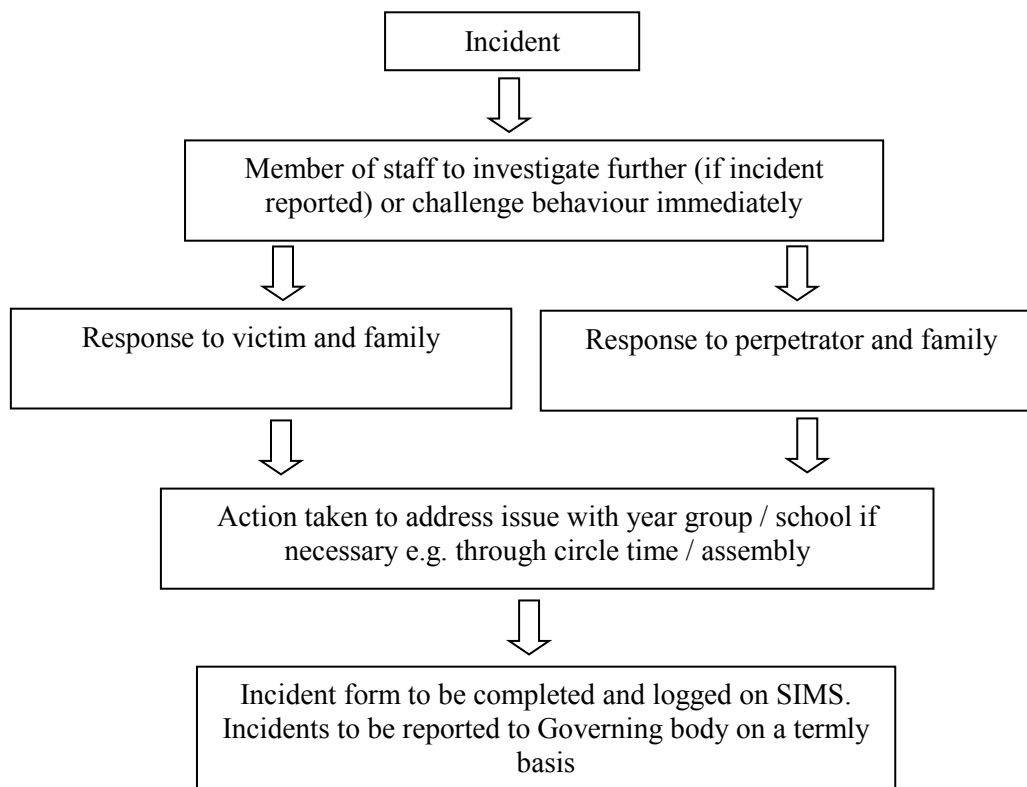 Incident
Member of staff to investigate further (if incident
reported) or challenge behaviour immediately
Response to victim and family
Response to perpetrator and family
Action taken to address issue with year group / school if
necessary e.g. through circle time / assembly
Incident form to be completed and logged on SIMS.
Incidents to be reported to Governing body on a termly
basis